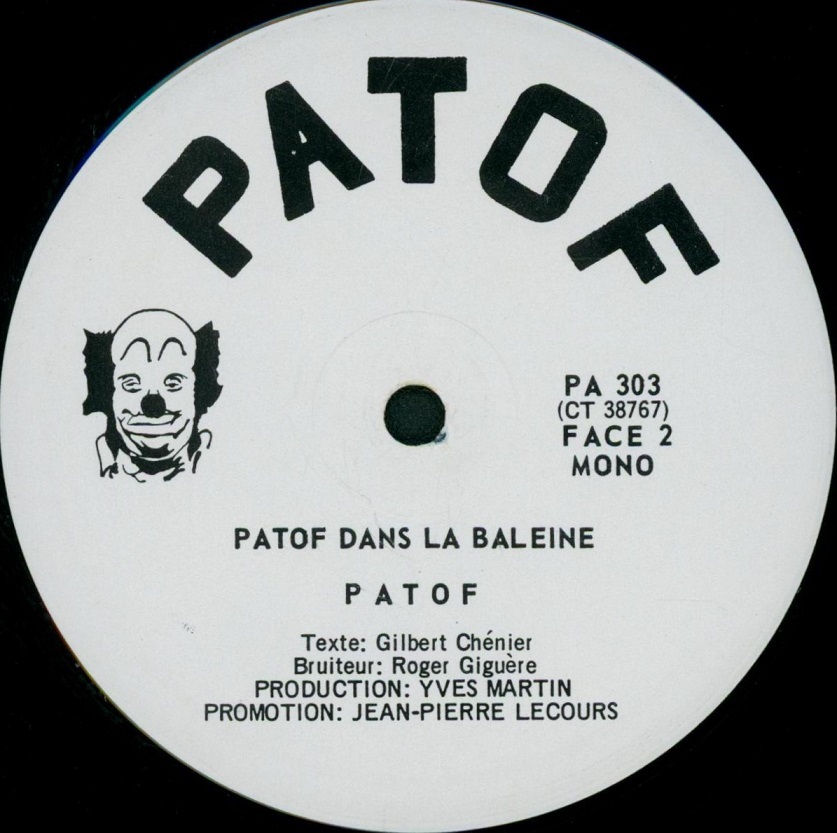 PATOF
PA 303
(CT 38767)
FACE 2
MONO
PATOF DANS LA BALEINE
PATOF
Texte: Gilbert Chénier
Bruiteur: Roger Giguère
PRODUCTION: YVES MARTIN
PROMOTION: JEAN-PIERRE LECOURS